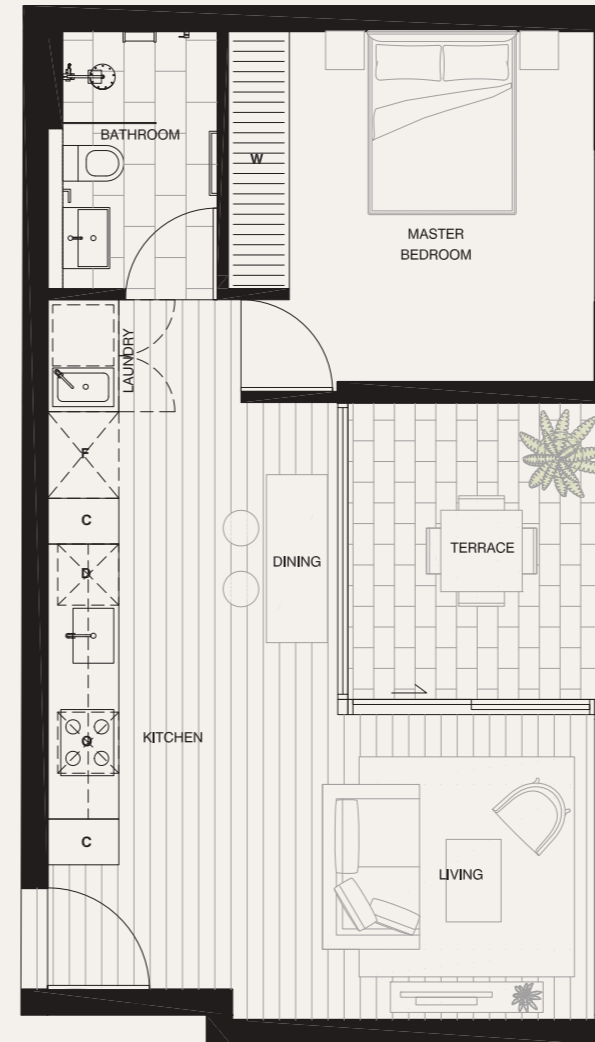 BATHROOM
W
MASTER
BEDROOM
LAUNDRY
F
C
D
DINING
TERRACE
KITCHEN
C
LIVING